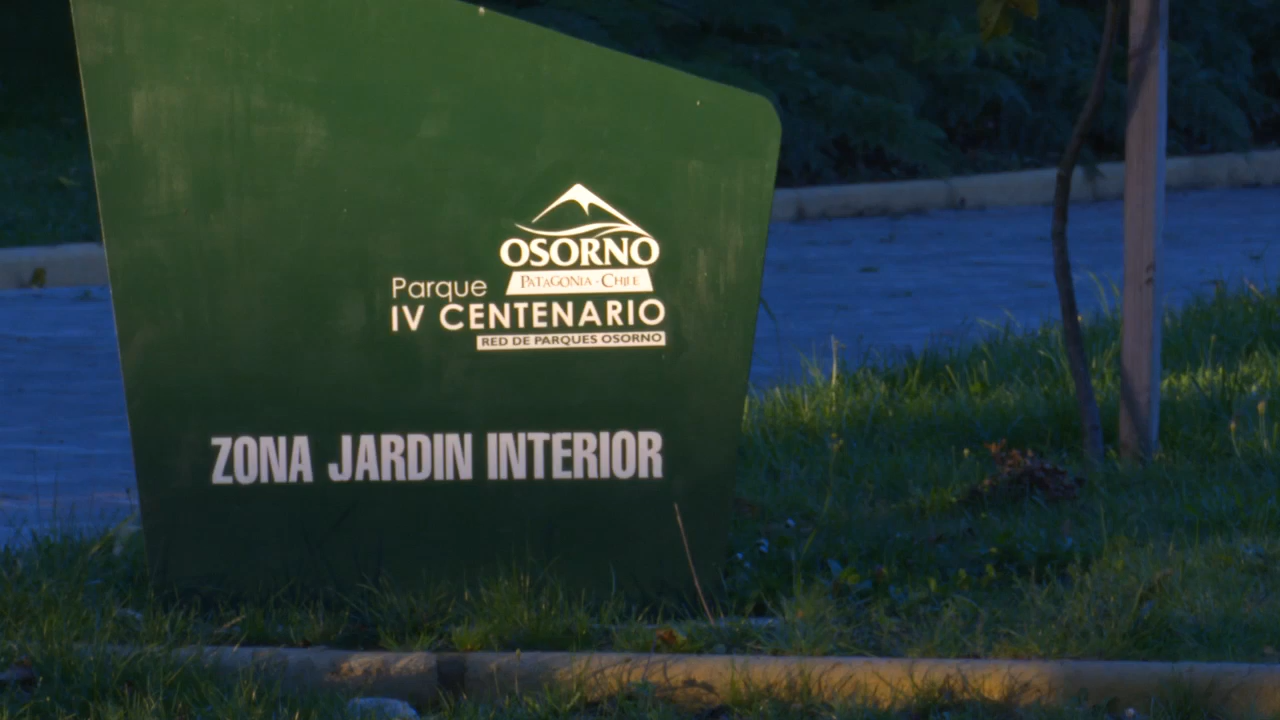 OSORNO
PATAGONIA - CHILE
Parque
IV CENTENARIO
RED DE PARQUES OSORNO
ZONA JARDIN INTERIOR